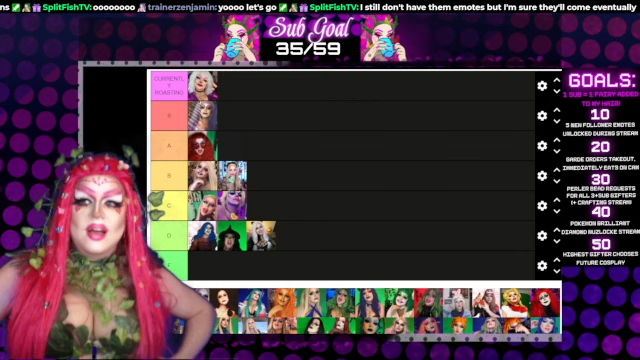 ns SplitFishTV: oooooooo trainerzenjamin: yoooo let's go SplitFishTV: I still don't have them emotes but I'm sure they'll come eventually
Sub Goal
35/59
CURRENTL
Y
ROASTING
S
A
B
C
D
F
GOALS:
1 SUB = 1 FAIRY ADDED
TO MY HAIR!
10
5 NEW FOLLOWER EMOTES
UNLOCKED DURING STREAM
20
GARDE ORDERS TAKEOUT,
IMMEDIATELY EATS ON CAM
30
PERLER BEAD REQUESTS
FOR ALL 3+SUB GIFTERS
(+ CRAFTING STREAM)
40
POKEMON BRILLIANT
DIAMOND NUZLOCKE STREAM
50
HIGHEST GIFTER CHOOSES
FUTURE COSPLAY